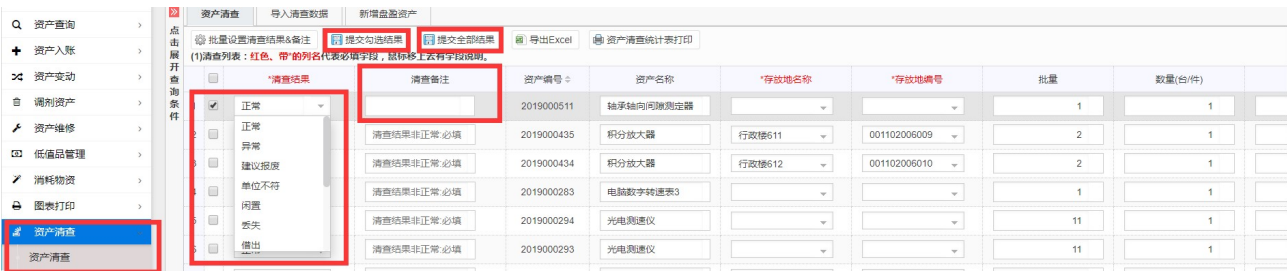 资产查询
资产入账
资产变动
调剂资产
资产维修
低值品管理
消耗物资
图表打印
资产清查
资产清查
点击展开查询条件
资产清查 导入清查数据 新增盘盈资产
批量设置清查结果&备注 提交勾选结果 提交全部结果 导出Excel 资产清查统计表打印
(1)清查列表：红色、带*的列名代表必填字段，鼠标移上去有字段说明。
*清查结果 清查备注 资产编号 资产名称 *存放地名称 *存放地编号 批量 数量(台/件)
正常 2019000511 轴承轴向间隙测定器 1 1
2 清查结果非正常:必填 2019000435 积分放大器 行政楼611 001102006009 2 1
3 清查结果非正常:必填 2019000434 积分放大器 行政楼612 001102006010 2 1
清查结果非正常:必填 2019000283 电脑数字转速表3 1 1
清查结果非正常:必填 2019000294 光电测速仪 11 1
清查结果非正常:必填 2019000293 光电测速仪 11 1
正常
异常
建议报废
单位不符
闲置
丢失
借出